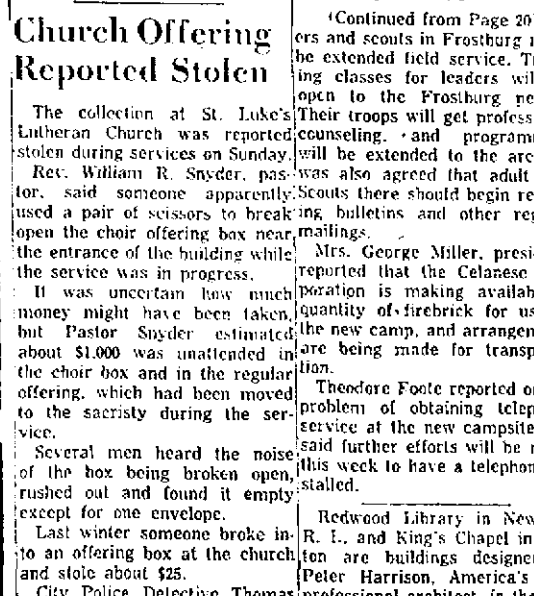 Church Offering
Reported Stolen
The collection at St. Luke's
Lutheran Church was reported
stolen during services on Sunday.
Rev. William R. Snyder, pas-
tor, said someone apparently
used a pair of scissors to break
open the choir offering box near
the entrance of the building while
the service was in progress.
It was uncertain how much
money might have been taken,
but Pastor Snyder estimated
about $1,000 was unattended in
the choir box and in the regular
offering, which had been moved
to the sacristy during the ser-
vice.
Several men heard the noise
of the box being broken open,
rushed out and found it empty
except for one envelope.
Last winter someone broke in-
to an offering box at the church
and stole about $25.
City Police Detective Thomas
(Continued from Page 20
ers and scouts in Frostburg
be extended field service.
ing classes for leaders wil
open to the Frostburg
Their troops will get profess
counseling, and program
will be extended to the
was also agreed that adult
Scouts there should begin re
ing bulletins and other reg
mailings.
Mrs. George Miller, presi
reported that the Celanese
poration is making availab
quantity of firebrick for us
the new camp, and arrangem
are being made for transp
tion.
Theodore Foote reported o
problem of obtaining telep
service at the new campsite
said further efforts will be
this week to have a telephon
stalled.
Redwood Library in New
R. I., and King's Chapel in
ton are buildings designe
Peter Harrison, America's
professional architect, in the